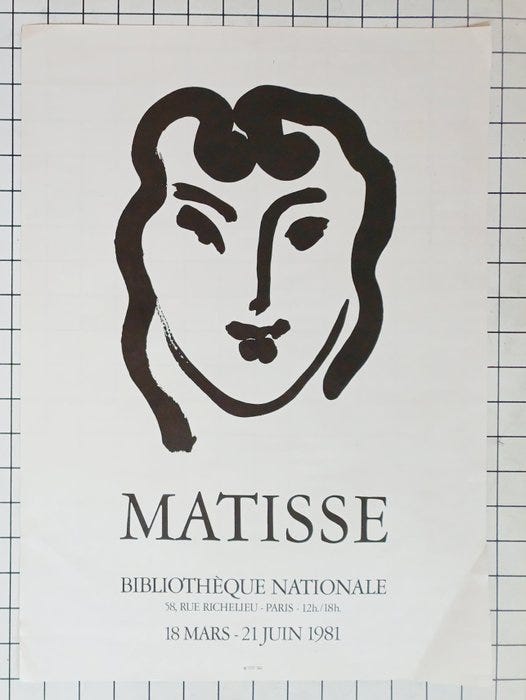 MATISSE
BIBLIOTHÈQUE NATIONALE
58, RUE RICHELIEU - PARIS - 12h./18h.
18 MARS - 21 JUIN 1981